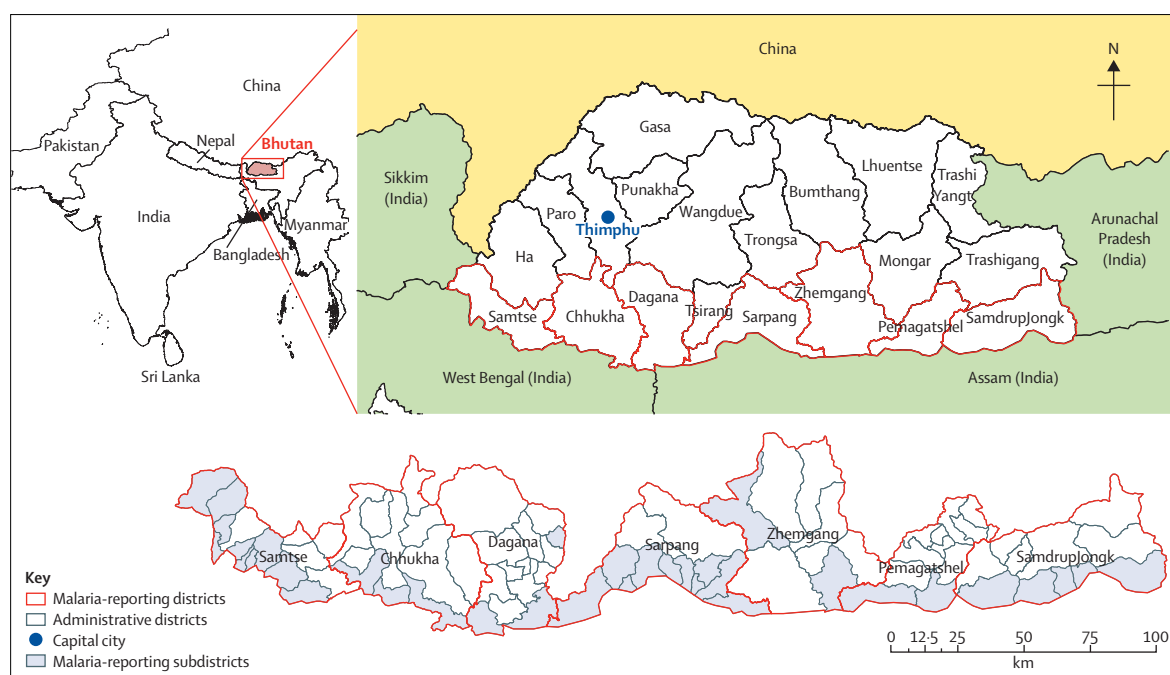 China
Pakistan
Nepal
Bhutan
India
Myanmar
Bangladesh
Sri Lanka
China
N
Gasa
Sikkim
(India)
Punakha
Lhuentse
Trashi
Yangt
Bumthang
Paro
Wangdue
Thimphu
Arunachal
Pradesh
(India)
Trongsa
Ha
Mongar
Trashigang
Dagana
Zhemgang
Samtse
Chhukha
Tsirang
Sarpang
Pemagatshel
SamdrupJongk
West Bengal (India)
Assam (India)
Samtse
Chhukha
Dagana
Sarpang
Zhemgang
Pemagatshel
SamdrupJongk
Key
Malaria-reporting districts
Administrative districts
Capital city
Malaria-reporting subdistricts
0 12·5 25 50 75 100
km